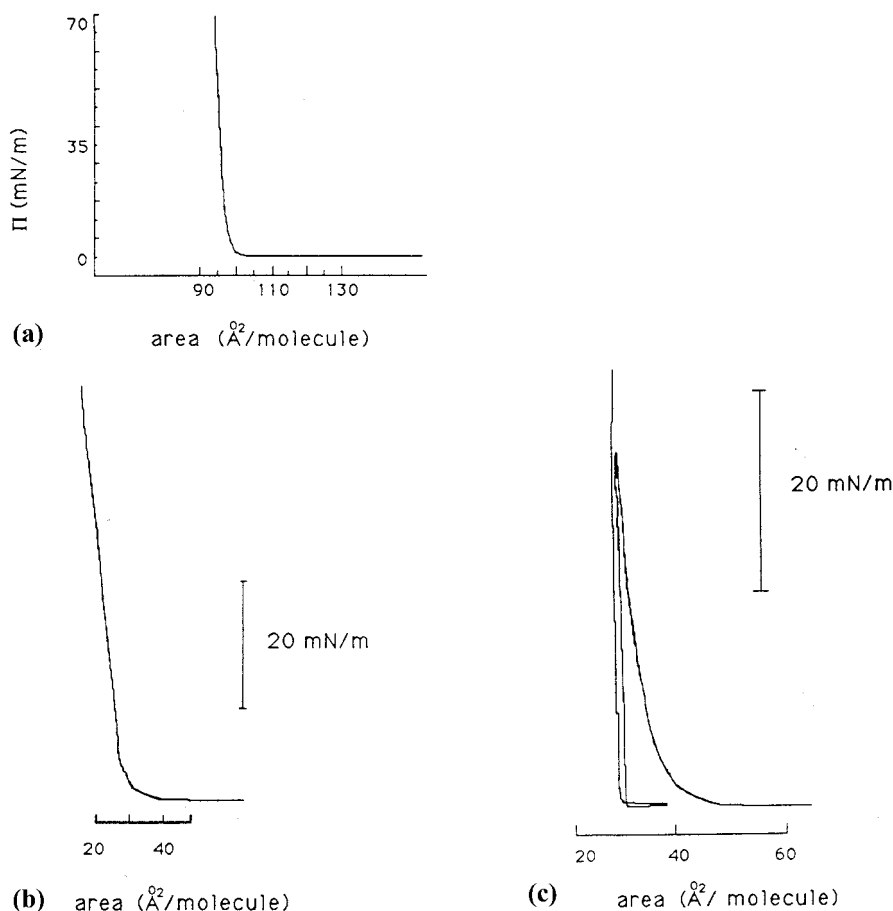 70
35
0
Π (mN/m)
90 110 130
(a) area (Å²/molecule)
20 mN/m
20 40
(b) area (Å²/molecule)
20 mN/m
20 40 60
(c) area (Å²/ molecule)